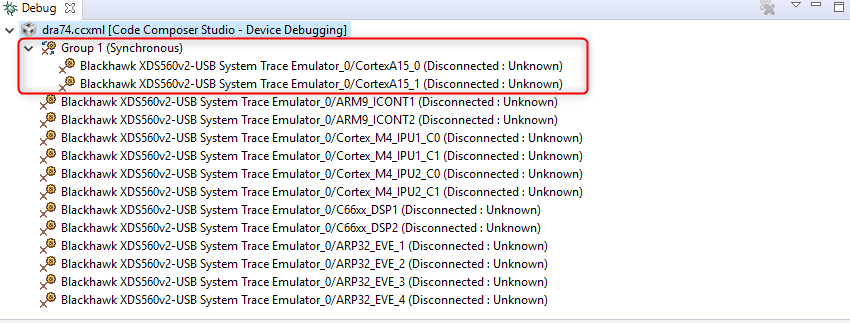 Debug
dra74.ccxml [Code Composer Studio - Device Debugging]
Group 1 (Synchronous)
Blackhawk XDS560v2-USB System Trace Emulator_0/CortexA15_0 (Disconnected : Unknown)
Blackhawk XDS560v2-USB System Trace Emulator_0/CortexA15_1 (Disconnected : Unknown)
Blackhawk XDS560v2-USB System Trace Emulator_0/ARM9_ICONT1 (Disconnected : Unknown)
Blackhawk XDS560v2-USB System Trace Emulator_0/ARM9_ICONT2 (Disconnected : Unknown)
Blackhawk XDS560v2-USB System Trace Emulator_0/Cortex_M4_IPU1_C0 (Disconnected : Unknown)
Blackhawk XDS560v2-USB System Trace Emulator_0/Cortex_M4_IPU1_C1 (Disconnected : Unknown)
Blackhawk XDS560v2-USB System Trace Emulator_0/Cortex_M4_IPU2_C0 (Disconnected : Unknown)
Blackhawk XDS560v2-USB System Trace Emulator_0/Cortex_M4_IPU2_C1 (Disconnected : Unknown)
Blackhawk XDS560v2-USB System Trace Emulator_0/C66xx_DSP1 (Disconnected : Unknown)
Blackhawk XDS560v2-USB System Trace Emulator_0/C66xx_DSP2 (Disconnected : Unknown)
Blackhawk XDS560v2-USB System Trace Emulator_0/ARP32_EVE_1 (Disconnected : Unknown)
Blackhawk XDS560v2-USB System Trace Emulator_0/ARP32_EVE_2 (Disconnected : Unknown)
Blackhawk XDS560v2-USB System Trace Emulator_0/ARP32_EVE_3 (Disconnected : Unknown)
Blackhawk XDS560v2-USB System Trace Emulator_0/ARP32_EVE_4 (Disconnected : Unknown)